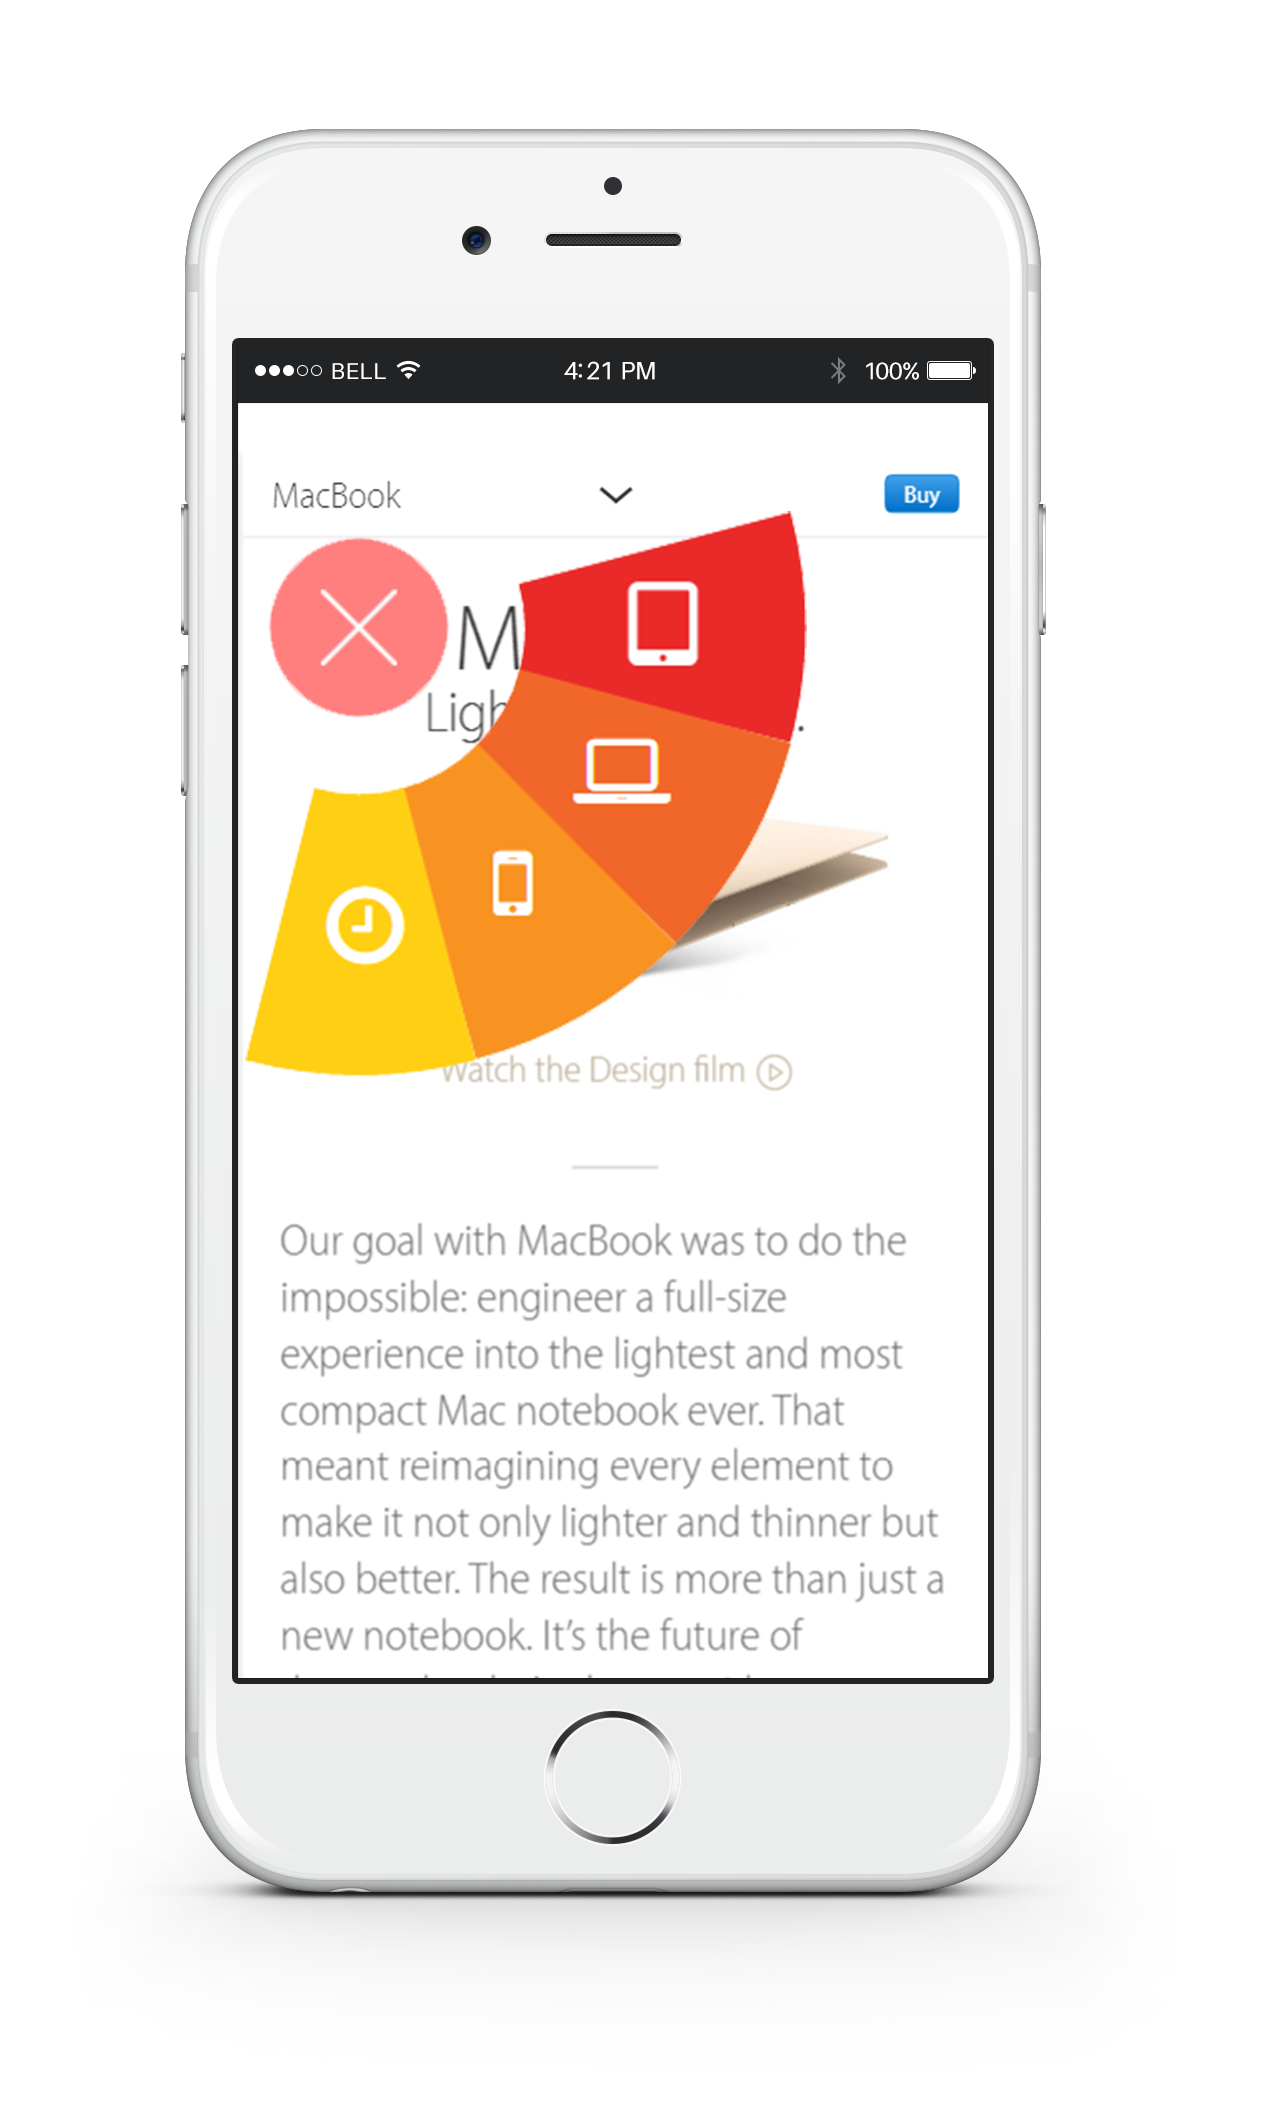 BELL 4:21 PM 100%
MacBook Buy
M
Ligh
Watch the Design film
Our goal with MacBook was to do the
impossible: engineer a full-size
experience into the lightest and most
compact Mac notebook ever. That
meant reimagining every element to
make it not only lighter and thinner but
also better. The result is more than just a
new notebook. It’s the future of